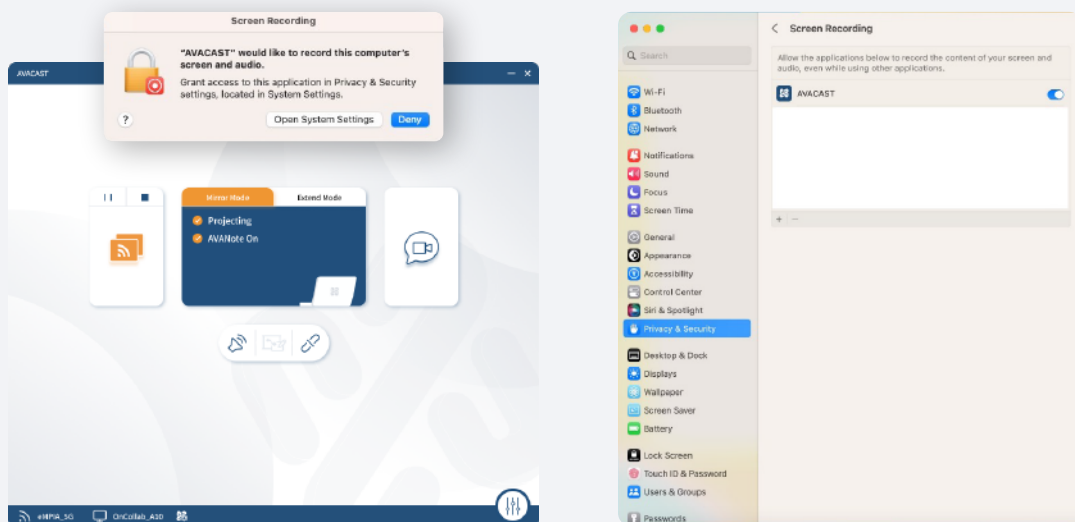 Screen Recording
"AVACAST" would like to record this computer's
screen and audio.
Grant access to this application in Privacy & Security
settings, located in System Settings.
?
Open System Settings
Deny
AVACAST
Mirror Mode
Extend Mode
Projecting
AVANote On
eMPIA_5G
OnCollab_A10
Search
Wi-Fi
Bluetooth
Network
Notifications
Sound
Focus
Screen Time
General
Appearance
Accessibility
Control Center
Siri & Spotlight
Privacy & Security
Desktop & Dock
Displays
Wallpaper
Screen Saver
Battery
Lock Screen
Touch ID & Password
Users & Groups
Passwords
Screen Recording
Allow the applications below to record the content of your screen and
audio, even while using other applications.
AVACAST